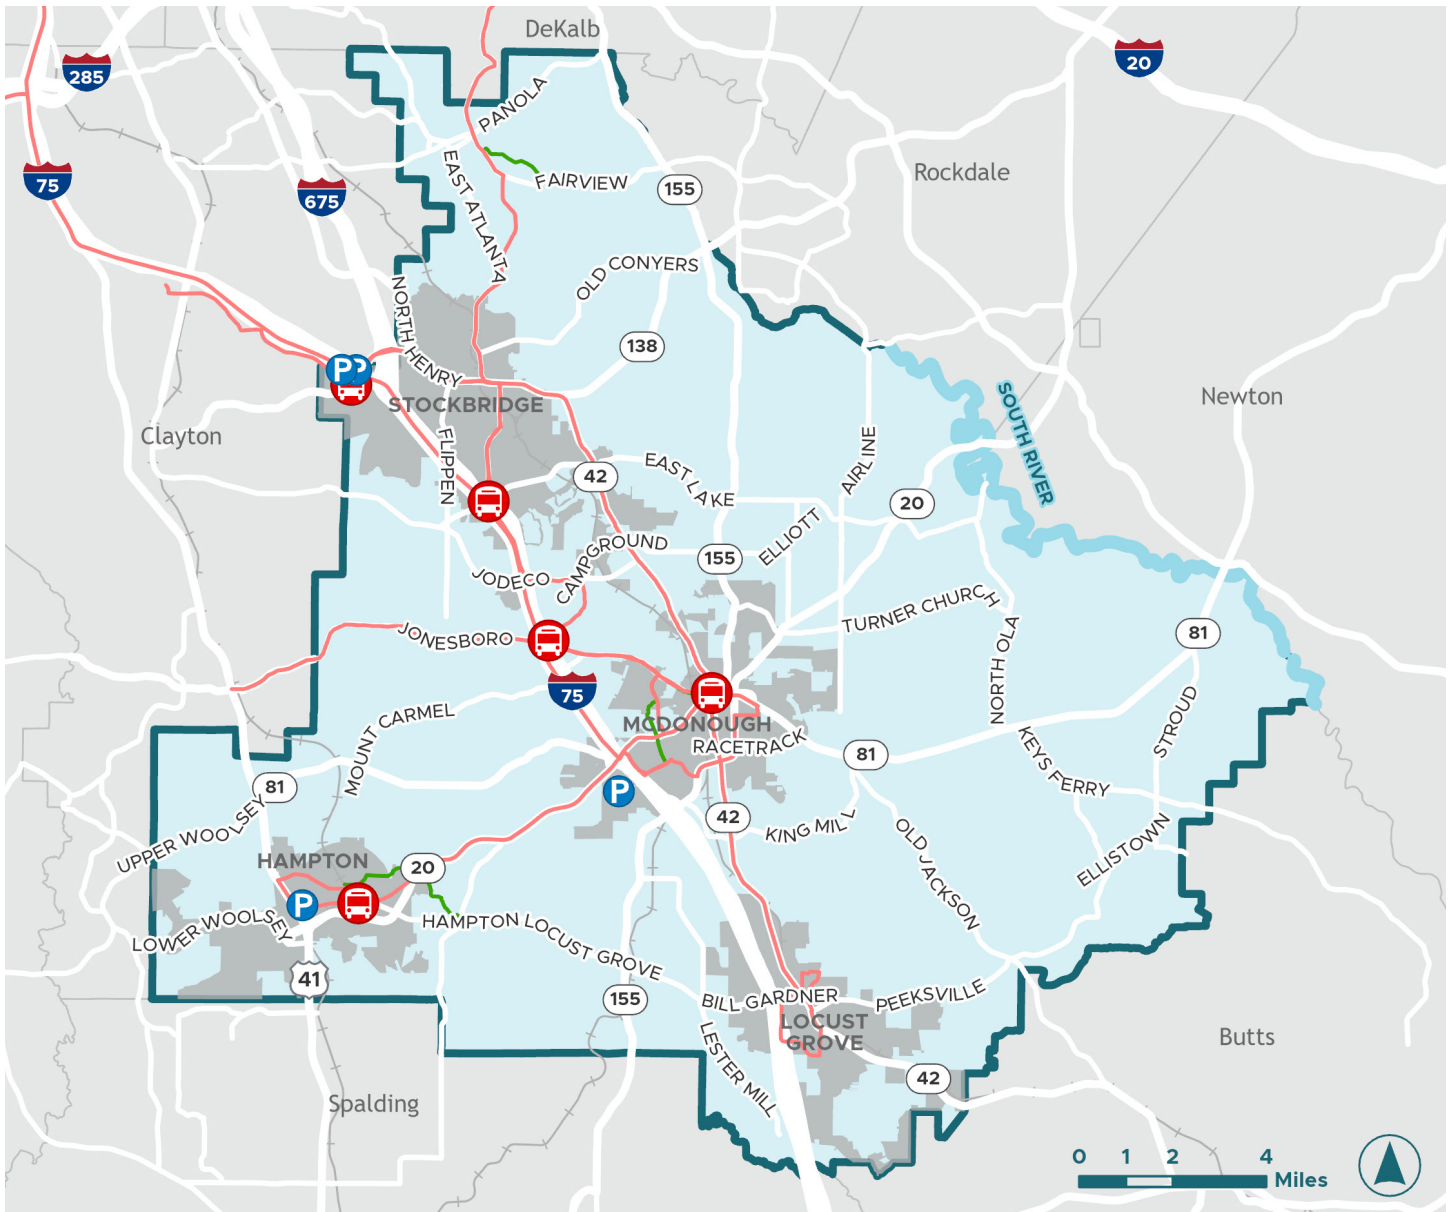 DeKalb
285
20
PANOLA
75
675
EAST ATLANTA
FAIRVIEW
155
Rockdale
OLD CONYERS
NORTH HENRY
138
P
P
STOCKBRIDGE
Newton
SOUTH RIVER
Clayton
FLIPPEN
42
EAST LAKE
AIRLINE
20
ELLIOTT
155
CAMPGROUND
JODECO
TURNER CHURCH
JONESBORO
81
NORTH OLA
75
MOUNT CARMEL
MCDONOUGH
RACETRACK
STROUD
81
KEYS FERRY
81
P
UPPER WOOLSEY
42
KING MILL
OLD JACKSON
ELLISTOWN
HAMPTON
20
P
LOWER WOOLSEY
HAMPTON LOCUST GROVE
41
155
BILL GARDNER
PEEKSVILLE
LOCUST
GROVE
LESTER MILL
Butts
42
Spalding
0 1 2 4
Miles